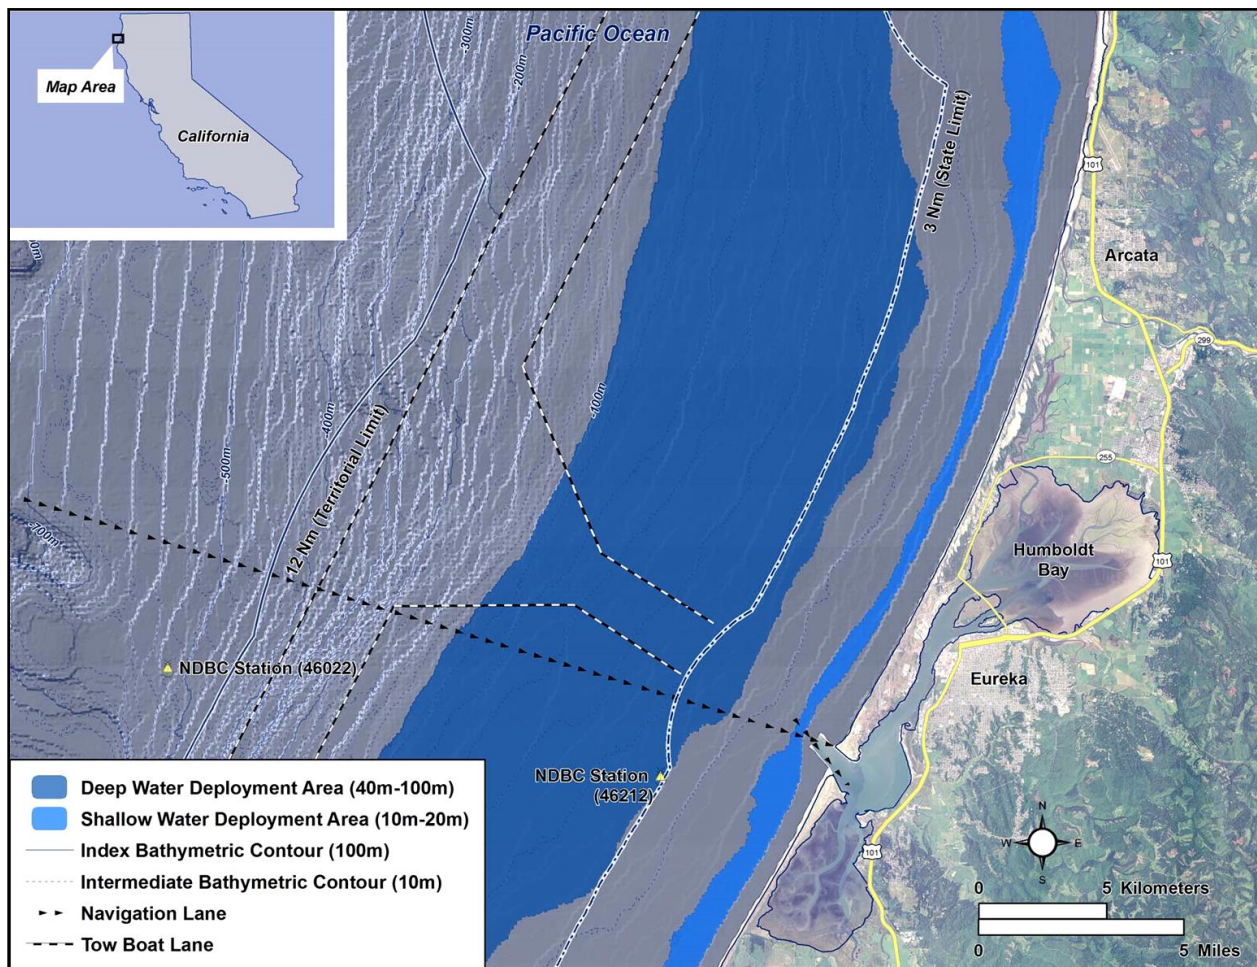 Pacific Ocean
-300m
-200m
Map Area
California
3 Nm (State Limit)
101
Arcata
299
-400m
-500m
-100m
12 Nm (Territorial Limit)
-700m
255
Humboldt
Bay
101
NDBC Station (46022)
Eureka
NDBC Station
(46212)
101
Deep Water Deployment Area (40m-100m)
Shallow Water Deployment Area (10m-20m)
Index Bathymetric Contour (100m)
Intermediate Bathymetric Contour (10m)
Navigation Lane
Tow Boat Lane
N
W E
S
0 5 Kilometers
0 5 Miles